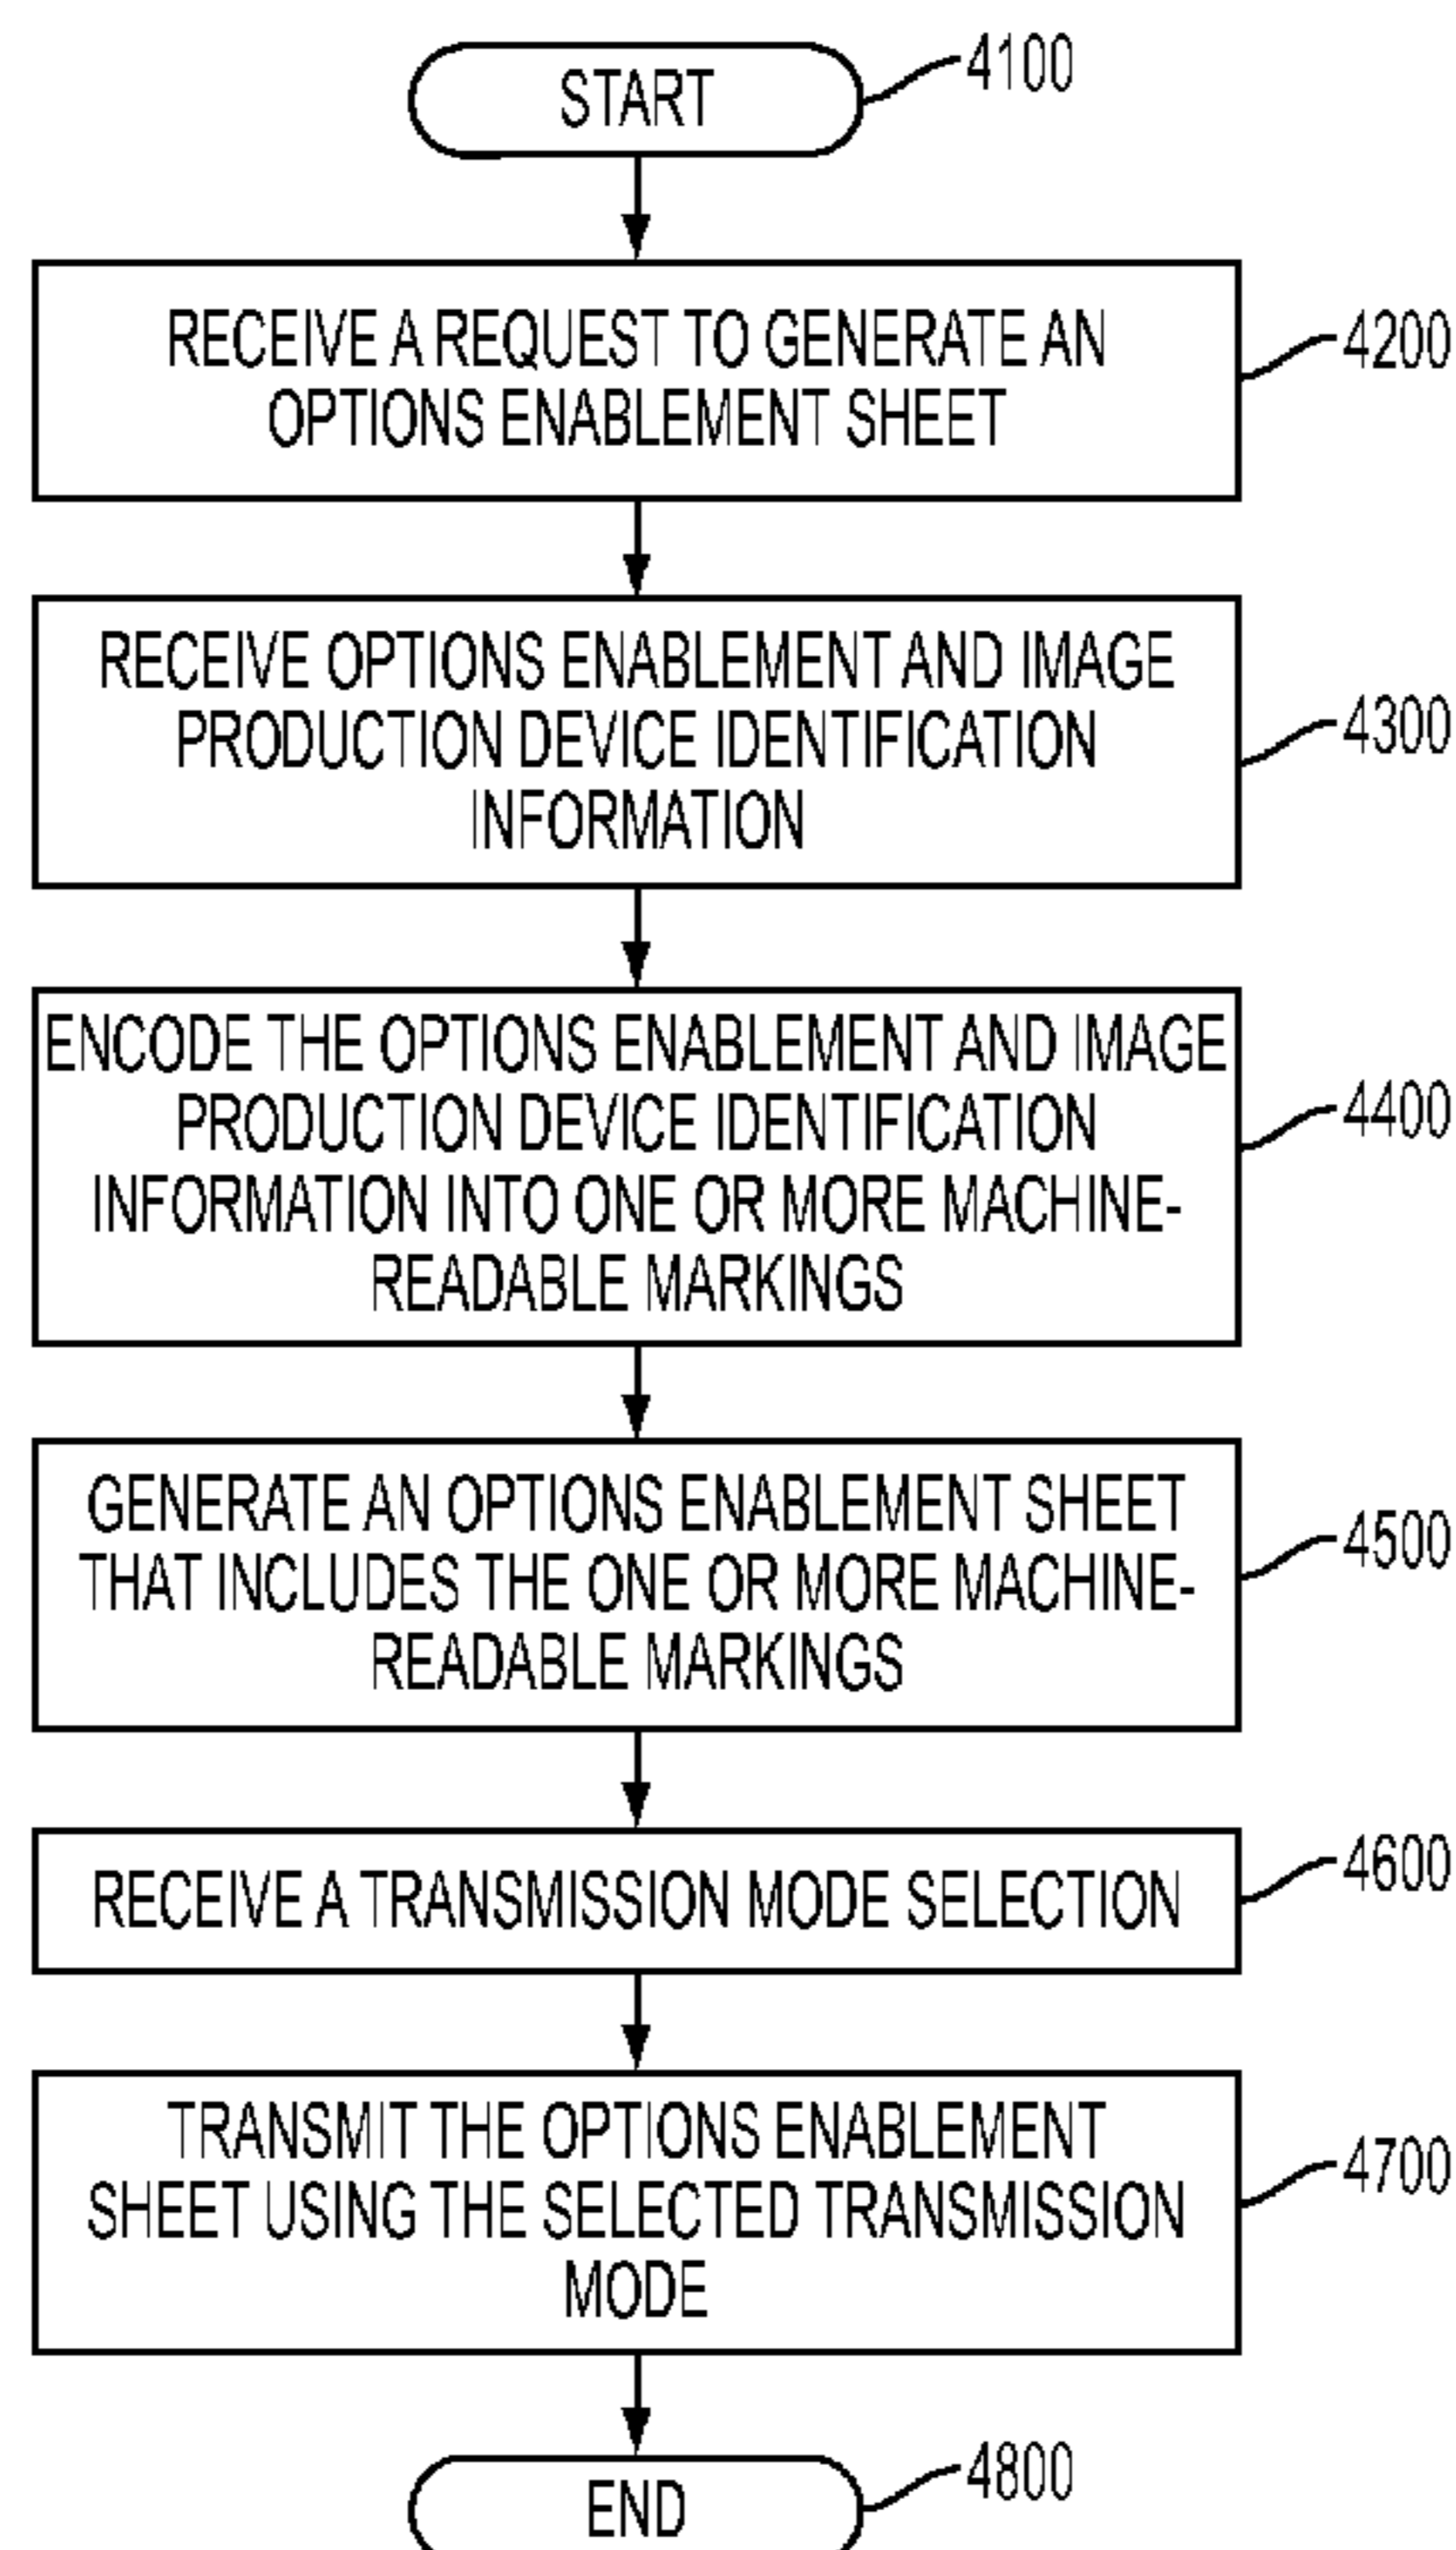 START
4100
RECEIVE A REQUEST TO GENERATE AN
OPTIONS ENABLEMENT SHEET
4200
RECEIVE OPTIONS ENABLEMENT AND IMAGE
PRODUCTION DEVICE IDENTIFICATION
INFORMATION
4300
ENCODE THE OPTIONS ENABLEMENT AND IMAGE
PRODUCTION DEVICE IDENTIFICATION
INFORMATION INTO ONE OR MORE MACHINE-
READABLE MARKINGS
4400
GENERATE AN OPTIONS ENABLEMENT SHEET
THAT INCLUDES THE ONE OR MORE MACHINE-
READABLE MARKINGS
4500
RECEIVE A TRANSMISSION MODE SELECTION
4600
TRANSMIT THE OPTIONS ENABLEMENT
SHEET USING THE SELECTED TRANSMISSION
MODE
4700
END
4800